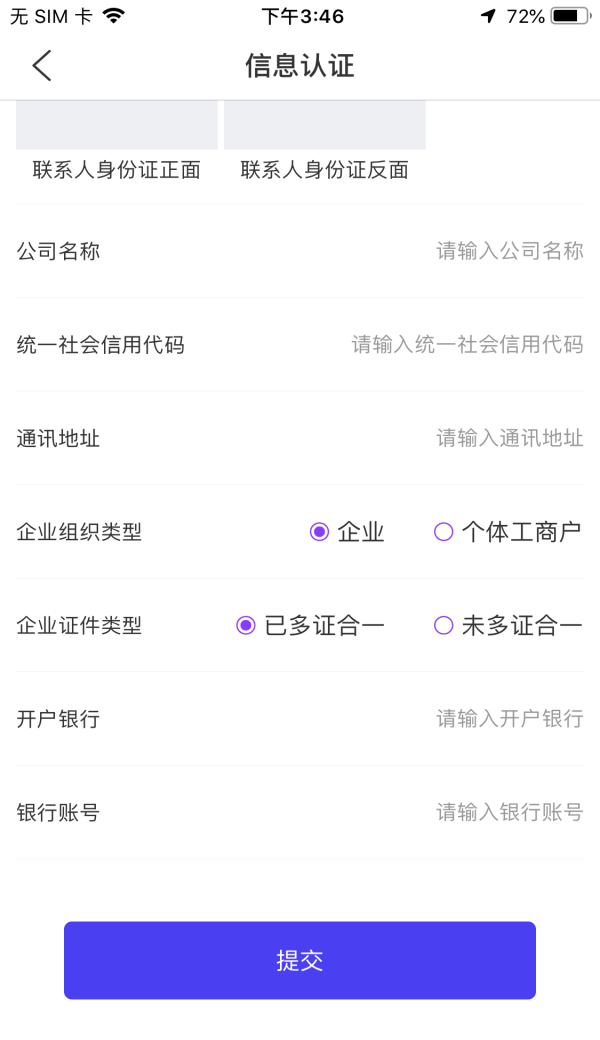 无 SIM 卡 下午3:46 72%
信息认证
联系人身份证正面 联系人身份证反面
公司名称 请输入公司名称
统一社会信用代码 请输入统一社会信用代码
通讯地址 请输入通讯地址
企业组织类型 企业 个体工商户
企业证件类型 已多证合一 未多证合一
开户银行 请输入开户银行
银行账号 请输入银行账号
提交